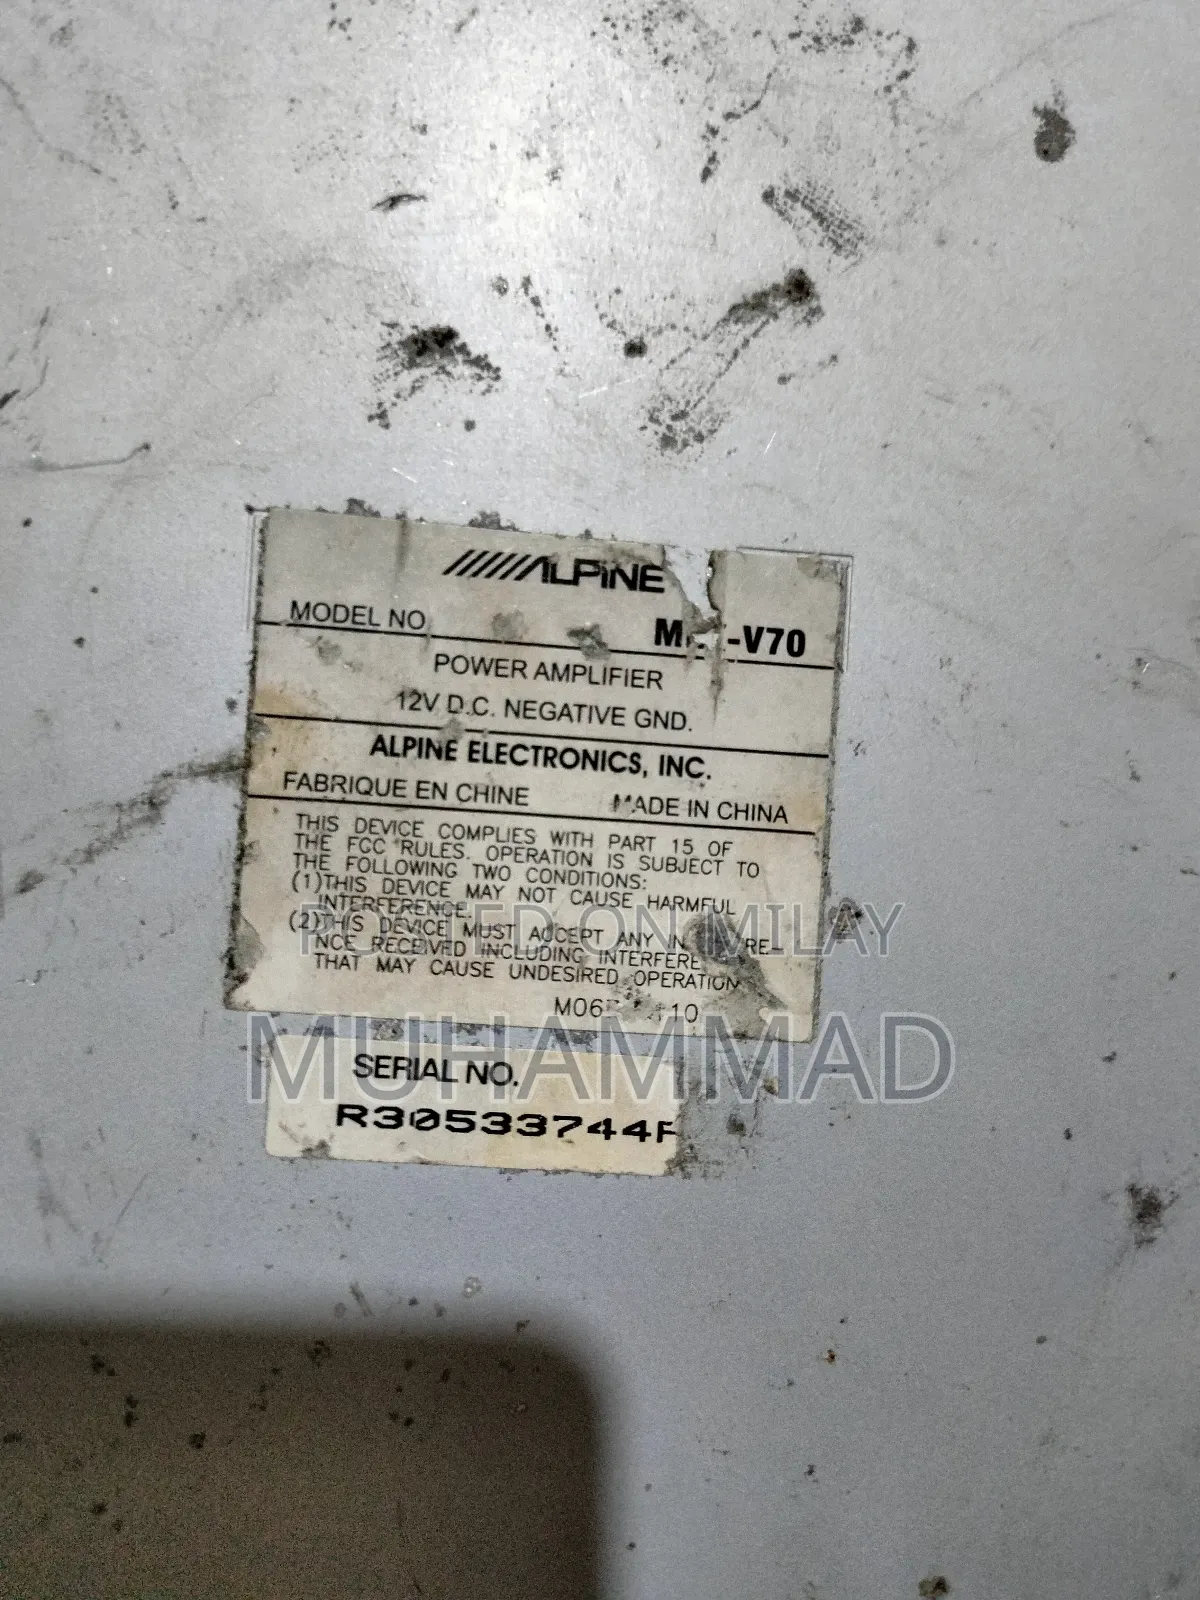 ALPINE
MODEL NO
-V70
POWER AMPLIFIER
12V D.C. NEGATIVE GND.
ALPINE ELECTRONICS, INC.
FABRIQUE EN CHINE MADE IN CHINA
THIS DEVICE COMPLIES WITH PART 15 OF
THE FCC RULES. OPERATION IS SUBJECT TO
THE FOLLOWING TWO CONDITIONS:
(1)THIS DEVICE MAY NOT CAUSE HARMFUL
INTERFERENCE.
(2)THIS DEVICE MUST ACCEPT ANY
NCE RECEIVED INCLUDING
THAT MAY CAUSE UNDESIRED OPERATION
POSTED ON MILAY
MUHAMMAD
SERIAL NO.
R30533744